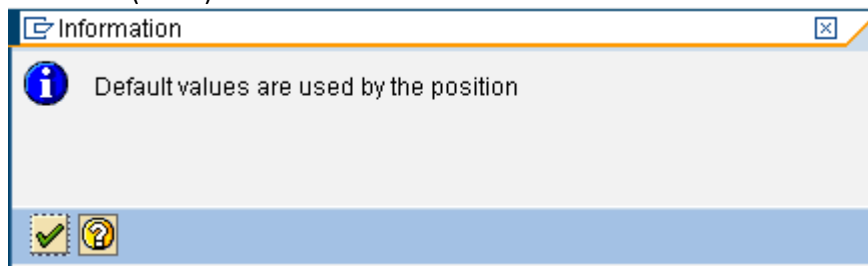 Information
Default values are used by the position